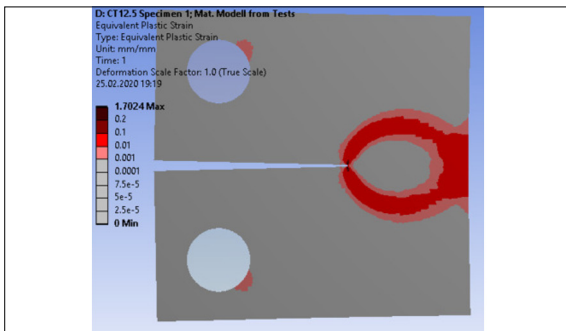 D: CT12.5 Specimen 1; Mat. Modell from Tests
Equivalent Plastic Strain
Type: Equivalent Plastic Strain
Unit: mm/mm
Time: 1
Deformation Scale Factor: 1.0 (True Scale)
25.02.2020 19:19
1.7024 Max
0.2
0.1
0.01
0.001
0.0001
7.5e-5
5e-5
2.5e-5
0 Min